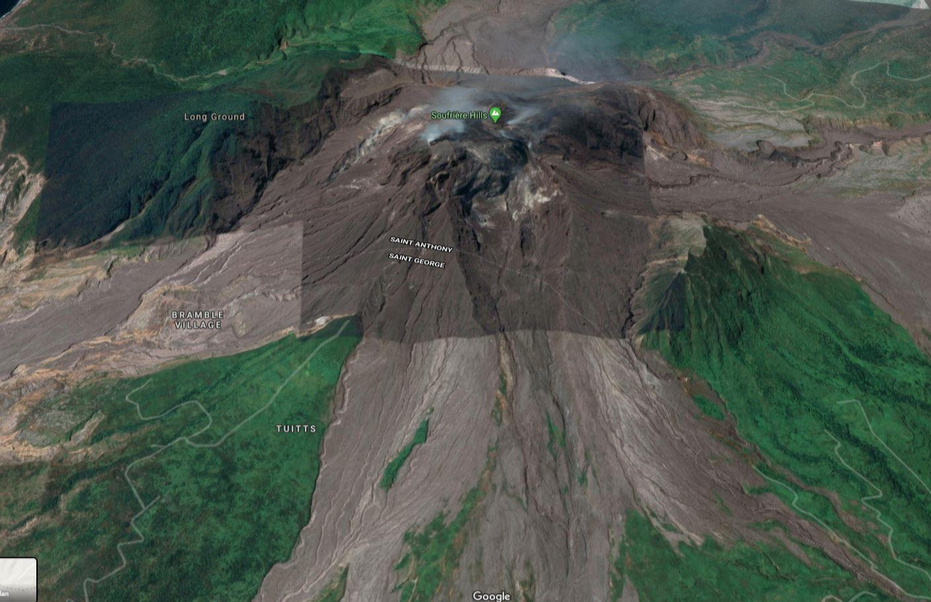 Long Ground
Soufrière Hills
SAINT ANTHONY
SAINT GEORGE
BRAMBLE
VILLAGE
TUITTS
Google